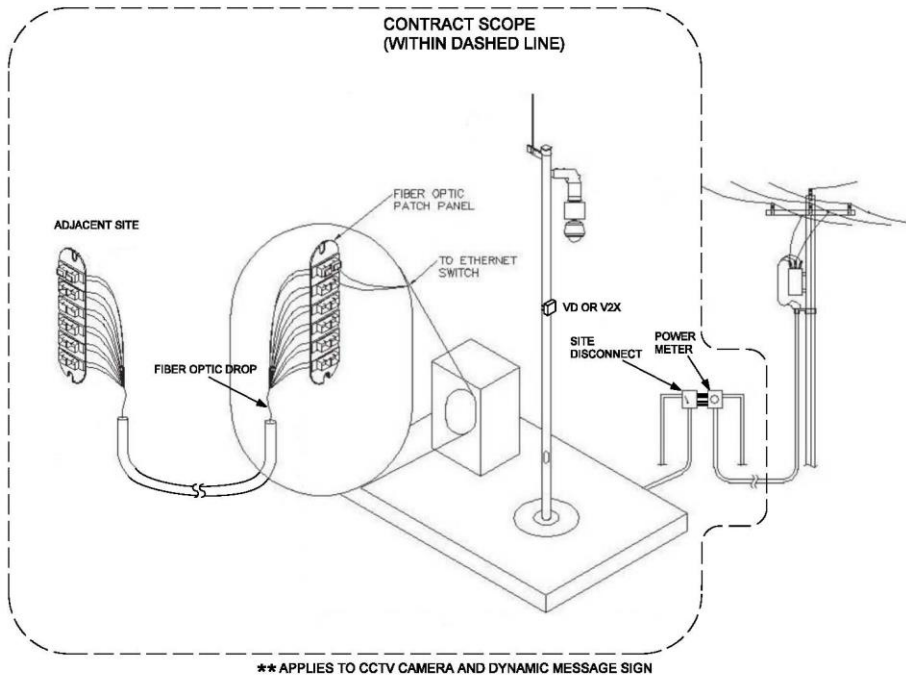 CONTRACT SCOPE
(WITHIN DASHED LINE)
FIBER OPTIC
PATCH PANEL
ADJACENT SITE
TO ETHERNET
SWITCH
VD OR V2X
SITE
DISCONNECT
POWER
METER
FIBER OPTIC DROP
** APPLIES TO CCTV CAMERA AND DYNAMIC MESSAGE SIGN